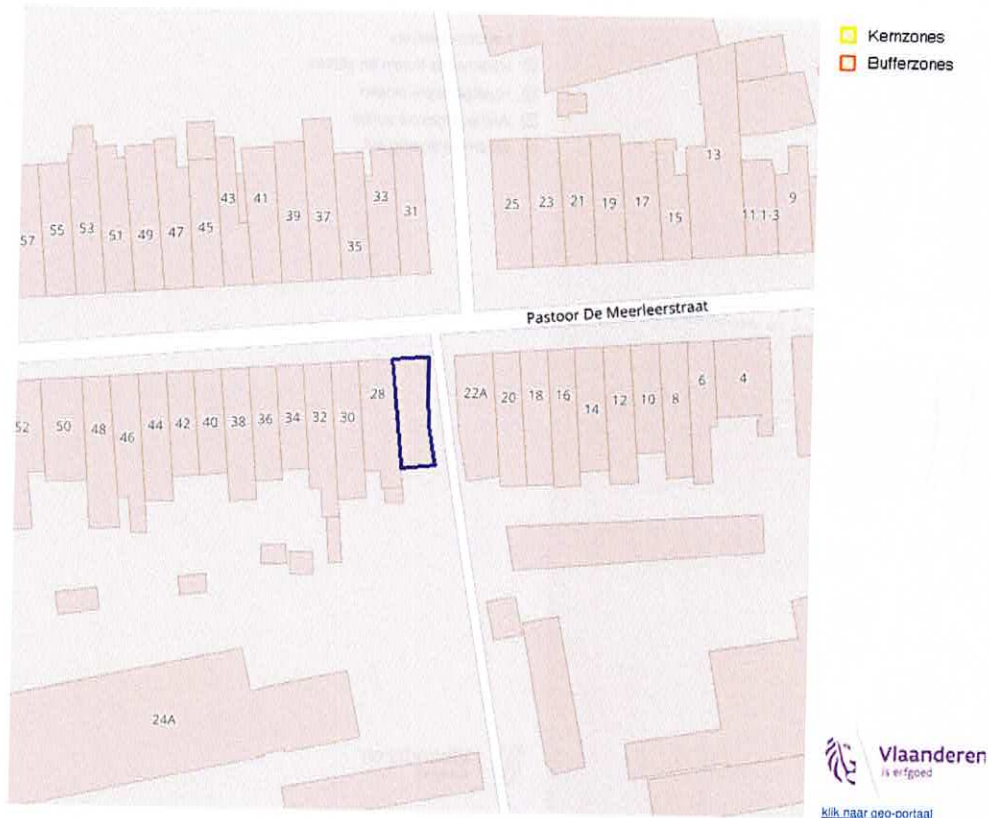 Kernzones
Bufferzones
13
25 23 21 19 17 15 11 1-3 9
57 55 53 51 49 47 45 43 41 39 37 35 33 31
Pastoor De Meerleerstraat
52 50 48 46 44 42 40 38 36 34 32 30 28
22A 20 18 16 14 12 10 8 6 4
24A
Vlaanderen
is erfgoed
klik naar geo-portaal